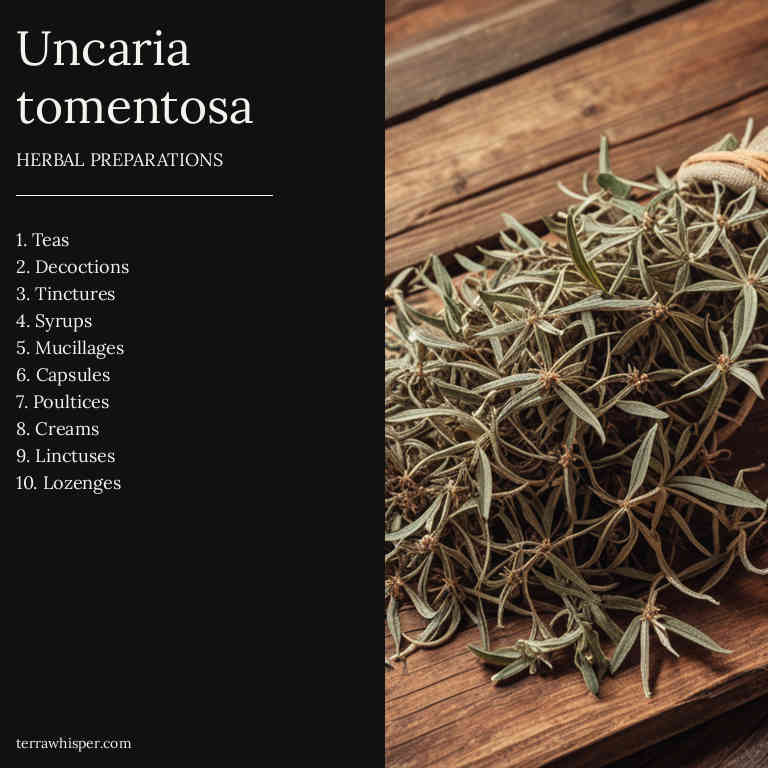 Uncaria
tomentosa
HERBAL PREPARATIONS
1. Teas
2. Decoctions
3. Tinctures
4. Syrups
5. Mucillages
6. Capsules
7. Poultices
8. Creams
9. Linctuses
10. Lozenges
terrawhisper.com